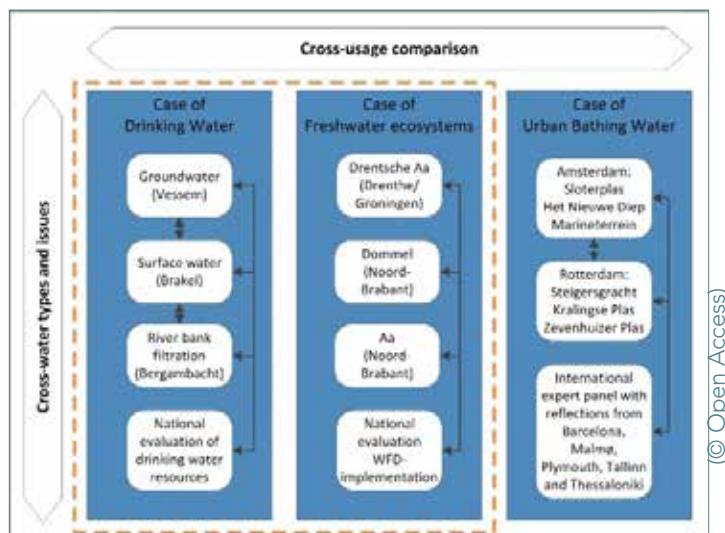 Cross-usage comparison
Cross-water types and issues
Case of
Drinking Water
Groundwater
(Vessem)
Surface water
(Brakel)
River bank
filtration
(Bergambacht)
National
evaluation of
drinking water
resources
Case of
Freshwater ecosystems
Drentsche Aa
(Drenthe/
Groningen)
Dommel
(Noord-
Brabant)
Aa
(Noord
Brabant)
National
evaluation
WFD-
implementation
Case of
Urban Bathing Water
Amsterdam:
Sloterplas
Het Nieuwe Diep
Marineterrein
Rotterdam:
Steigersgracht
Kralingse Plas
Zevenhuizer Plas
International
expert panel with
reflections from
Barcelona,
Malmø,
Plymouth, Tallinn
and Thessaloniki
(© Open Access)